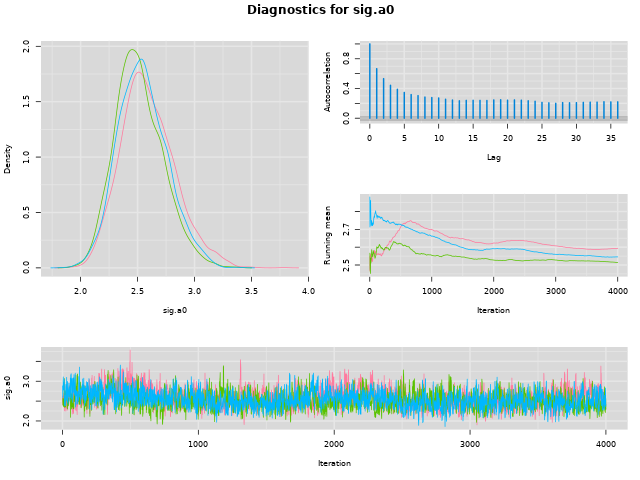 Diagnostics for sig.a0
Density
2.0
1.5
1.0
0.5
0.0
2.0 2.5 3.0 3.5 4.0
sig.a0
Autocorrelation
0.8
0.4
0.0
0 5 10 15 20 25 30 35
Lag
Running mean
2.7
2.5
0 1000 2000 3000 4000
Iteration
sig.a0
3.0
2.0
0 1000 2000 3000 4000
Iteration